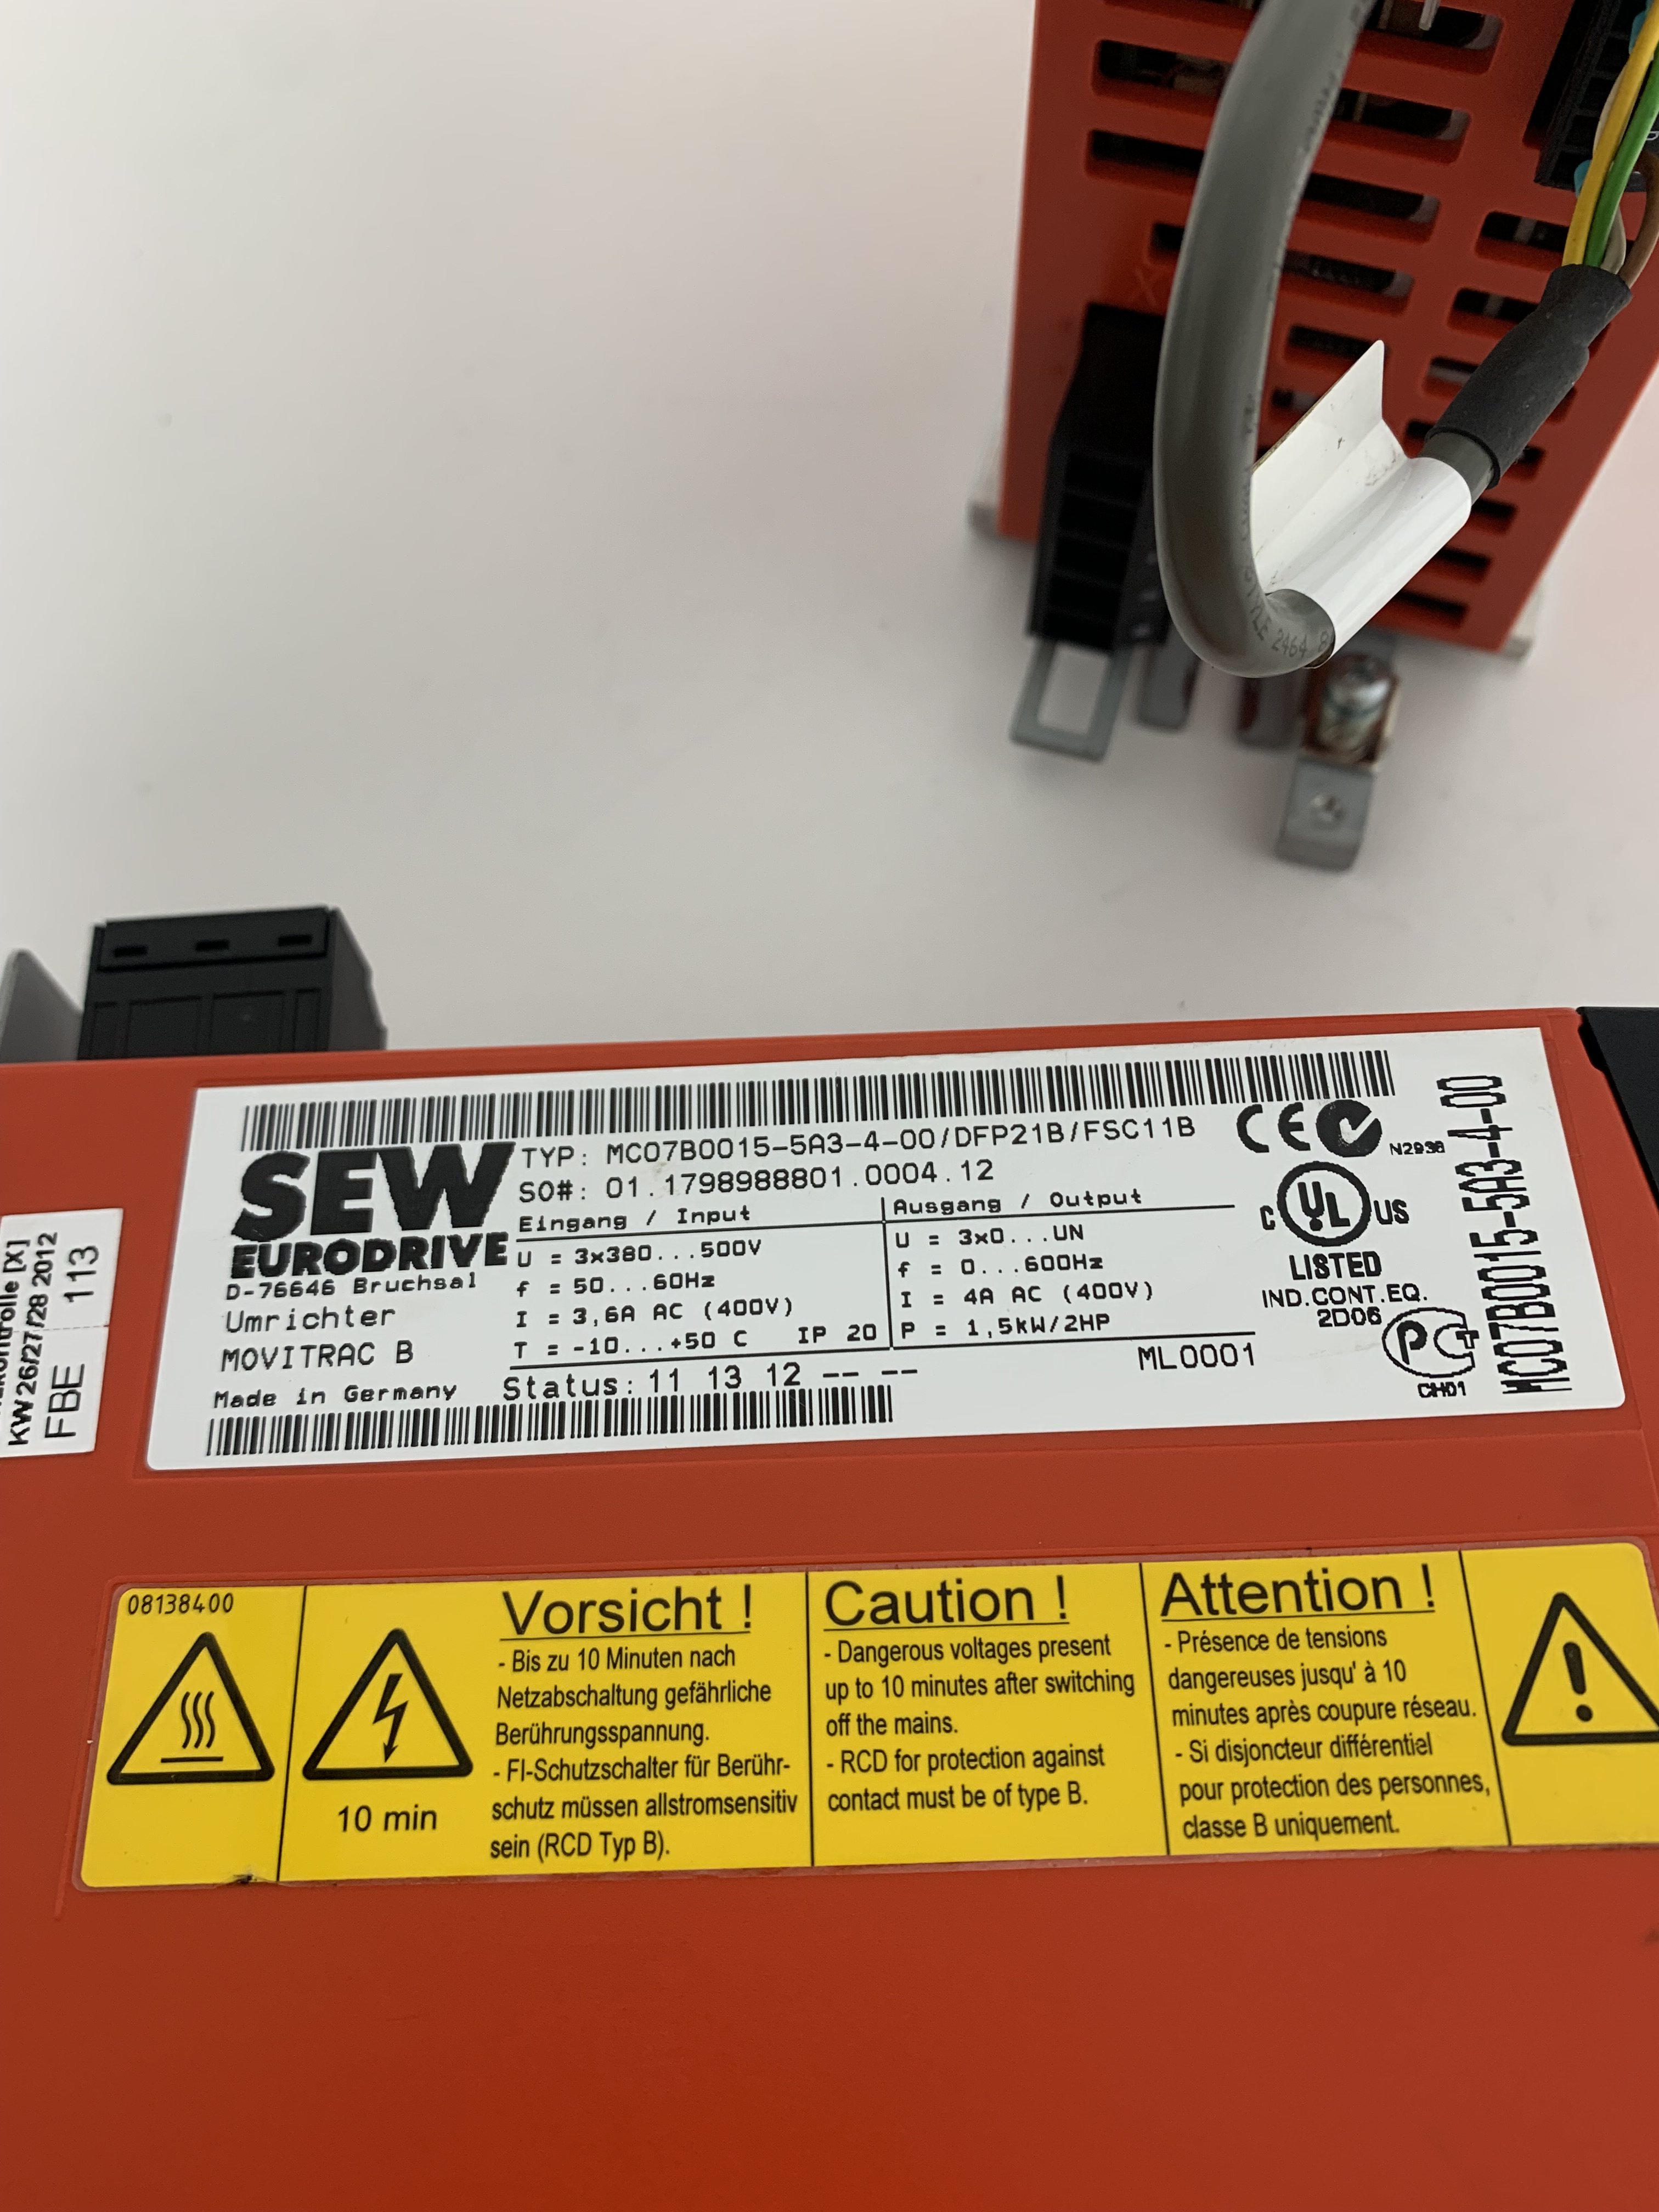 X
STYLE 2464
TYP: MC07B0015-5A3-4-00/DFP21B/FSC11B
SO#: 01.1798988801.0004.12
SEW
EURODRIVE
D-76646 Bruchsal
Umrichter
MOVITRAC B
Made in Germany
Eingang / Input
U = 3x380...500V
f = 50...60Hz
I = 3,6A AC (400V)
T = -10...+50 C IP 20
Ausgang / Output
U = 3x0...UN
f = 0...600Hz
I = 4A AC (400V)
P = 1,5kW/2HP
Status: 11 13 12 -- --
ML0001
CE
N2936
C UL US
LISTED
IND.CONT.EQ.
2D06
PCT
CH01
MC07B0015-5A3-4-00
[X]
KW 26/27/28 2012
FBE 113
08138400
10 min
Vorsicht !
- Bis zu 10 Minuten nach
Netzabschaltung gefährliche
Berührungsspannung.
- FI-Schutzschalter für Berühr-
schutz müssen allstromsensitiv
sein (RCD Typ B).
Caution !
- Dangerous voltages present
up to 10 minutes after switching
off the mains.
- RCD for protection against
contact must be of type B.
Attention !
- Présence de tensions
dangereuses jusqu' à 10
minutes après coupure réseau.
- Si disjoncteur différentiel
pour protection des personnes,
classe B uniquement.